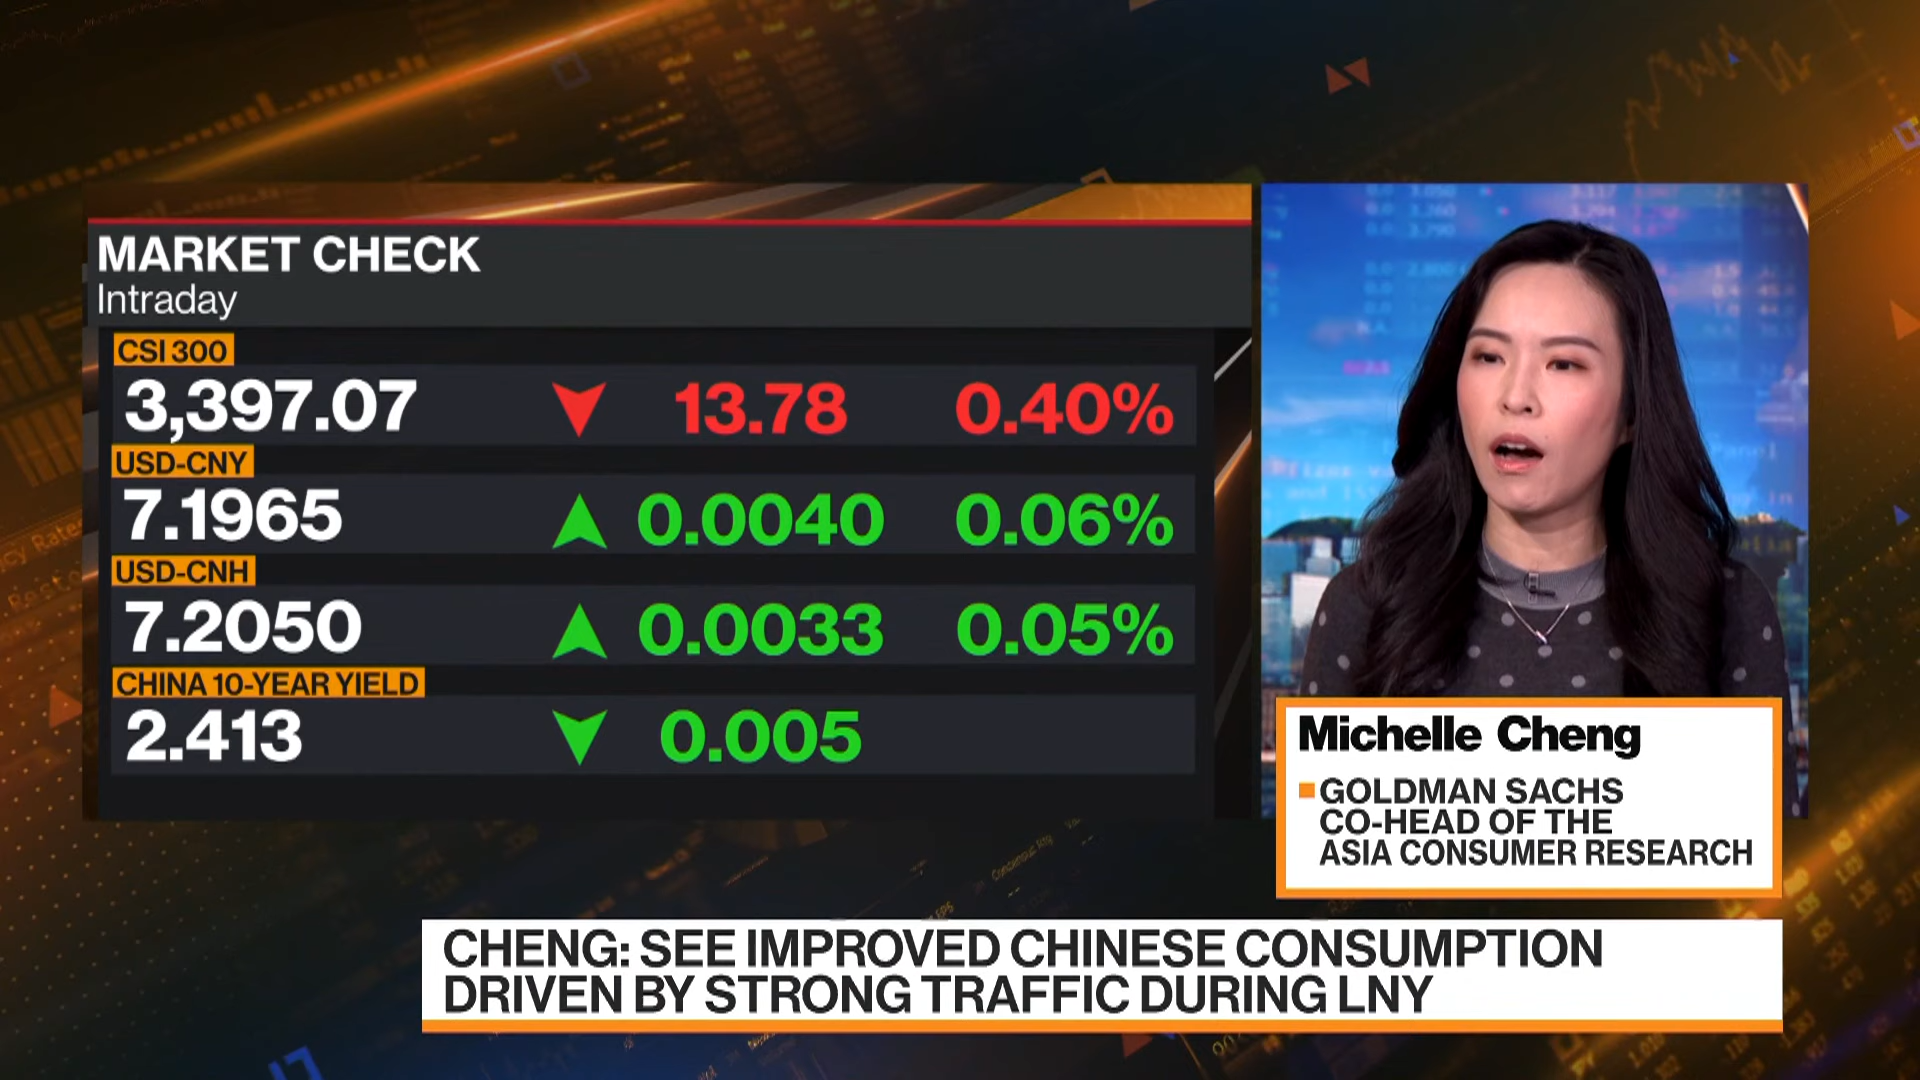 MARKET CHECK
Intraday
CSI 300
3,397.07 13.78 0.40%
USD-CNY
7.1965 0.0040 0.06%
USD-CNH
7.2050 0.0033 0.05%
CHINA 10-YEAR YIELD
2.413 0.005
Michelle Cheng
GOLDMAN SACHS
CO-HEAD OF THE
ASIA CONSUMER RESEARCH
CHENG: SEE IMPROVED CHINESE CONSUMPTION
DRIVEN BY STRONG TRAFFIC DURING LNY